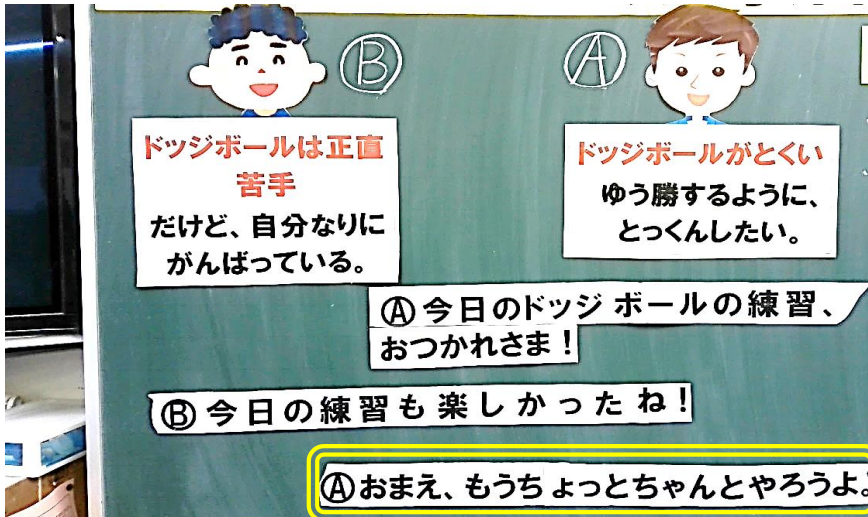 Ⓑ
Ⓐ
ドッジボールは正直
苦手
だけど、自分なりに
がんばっている。
ドッジボールがとくい
ゆう勝するように、
とっくんしたい。
Ⓐ今日のドッジボールの練習、
おつかれさま!
Ⓑ今日の練習も楽しかったね!
Ⓐおまえ、もうちょっとちゃんとやろうよ。